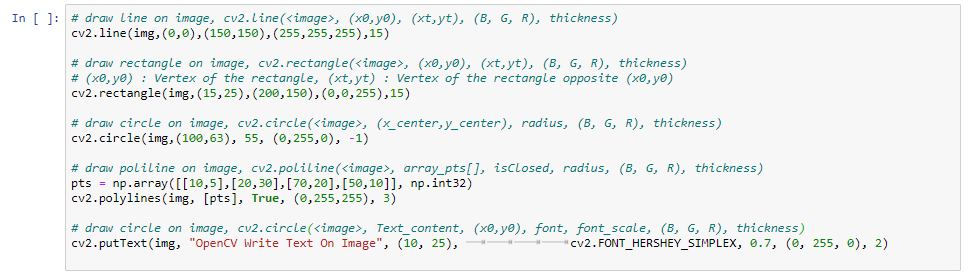 In [ ]: # draw line on image, cv2.line(<image>, (x0,y0), (xt,yt), (B, G, R), thickness)
cv2.line(img,(0,0),(150,150),(255,255,255),15)
# draw rectangle on image, cv2.rectangle(<image>, (x0,y0), (xt,yt), (B, G, R), thickness)
# (x0,y0) : Vertex of the rectangle, (xt,yt) : Vertex of the rectangle opposite (x0,y0)
cv2.rectangle(img,(15,25),(200,150),(0,0,255),15)
# draw circle on image, cv2.circle(<image>, (x_center,y_center), radius, (B, G, R), thickness)
cv2.circle(img,(100,63), 55, (0,255,0), -1)
# draw poliline on image, cv2.poliline(<image>, array_pts[], isClosed, radius, (B, G, R), thickness)
pts = np.array([[10,5],[20,30],[70,20],[50,10]], np.int32)
cv2.polylines(img, [pts], True, (0,255,255), 3)
# draw circle on image, cv2.circle(<image>, Text_content, (x0,y0), font, font_scale, (B, G, R), thickness)
cv2.putText(img, "OpenCV Write Text On Image", (10, 25), cv2.FONT_HERSHEY_SIMPLEX, 0.7, (0, 255, 0), 2)